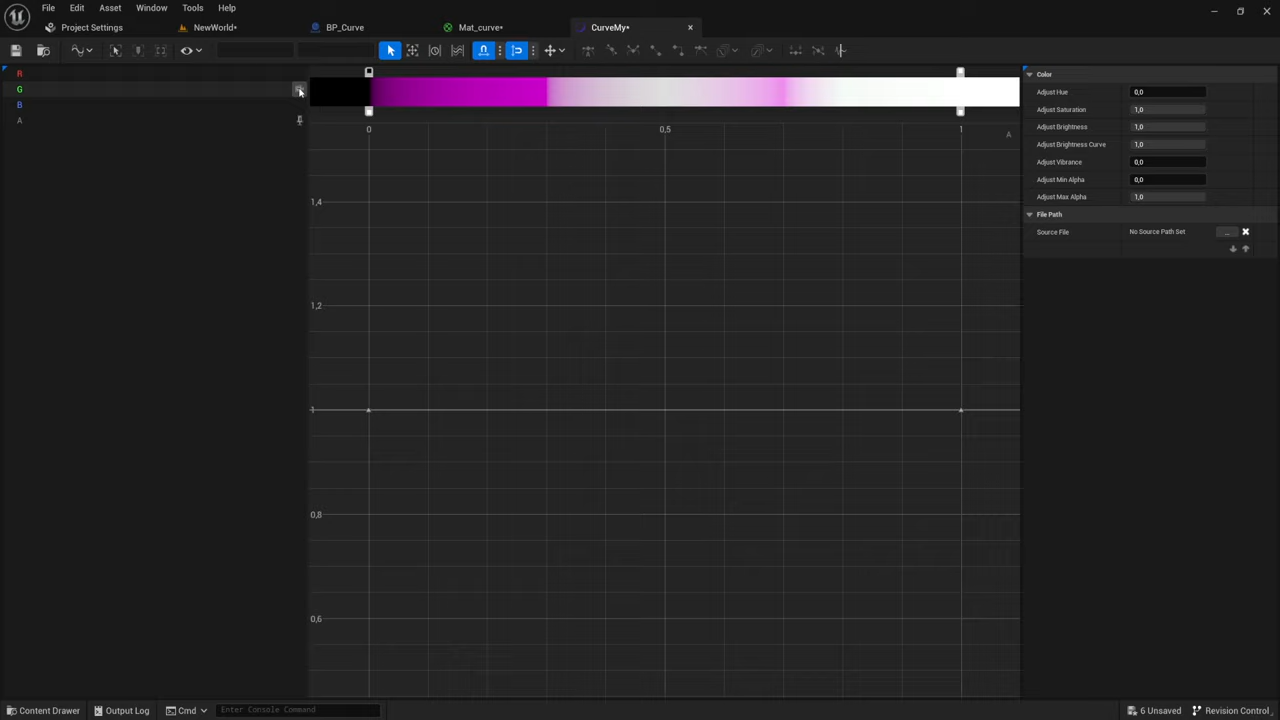 File Edit Asset Window Tools Help
Project Settings NewWorld* BP_Curve Mat_curve* CurveMy*
R
G
B
A
0 0,5 1
A
1,4
1,2
1
0,8
0,6
Color
Adjust Hue 0,0
Adjust Saturation 1,0
Adjust Brightness 1,0
Adjust Brightness Curve 1,0
Adjust Vibrance 0,0
Adjust Min Alpha 0,0
Adjust Max Alpha 1,0
File Path
Source File No Source Path Set ...
Content Drawer Output Log Cmd Enter Console Command 6 Unsaved Revision Control